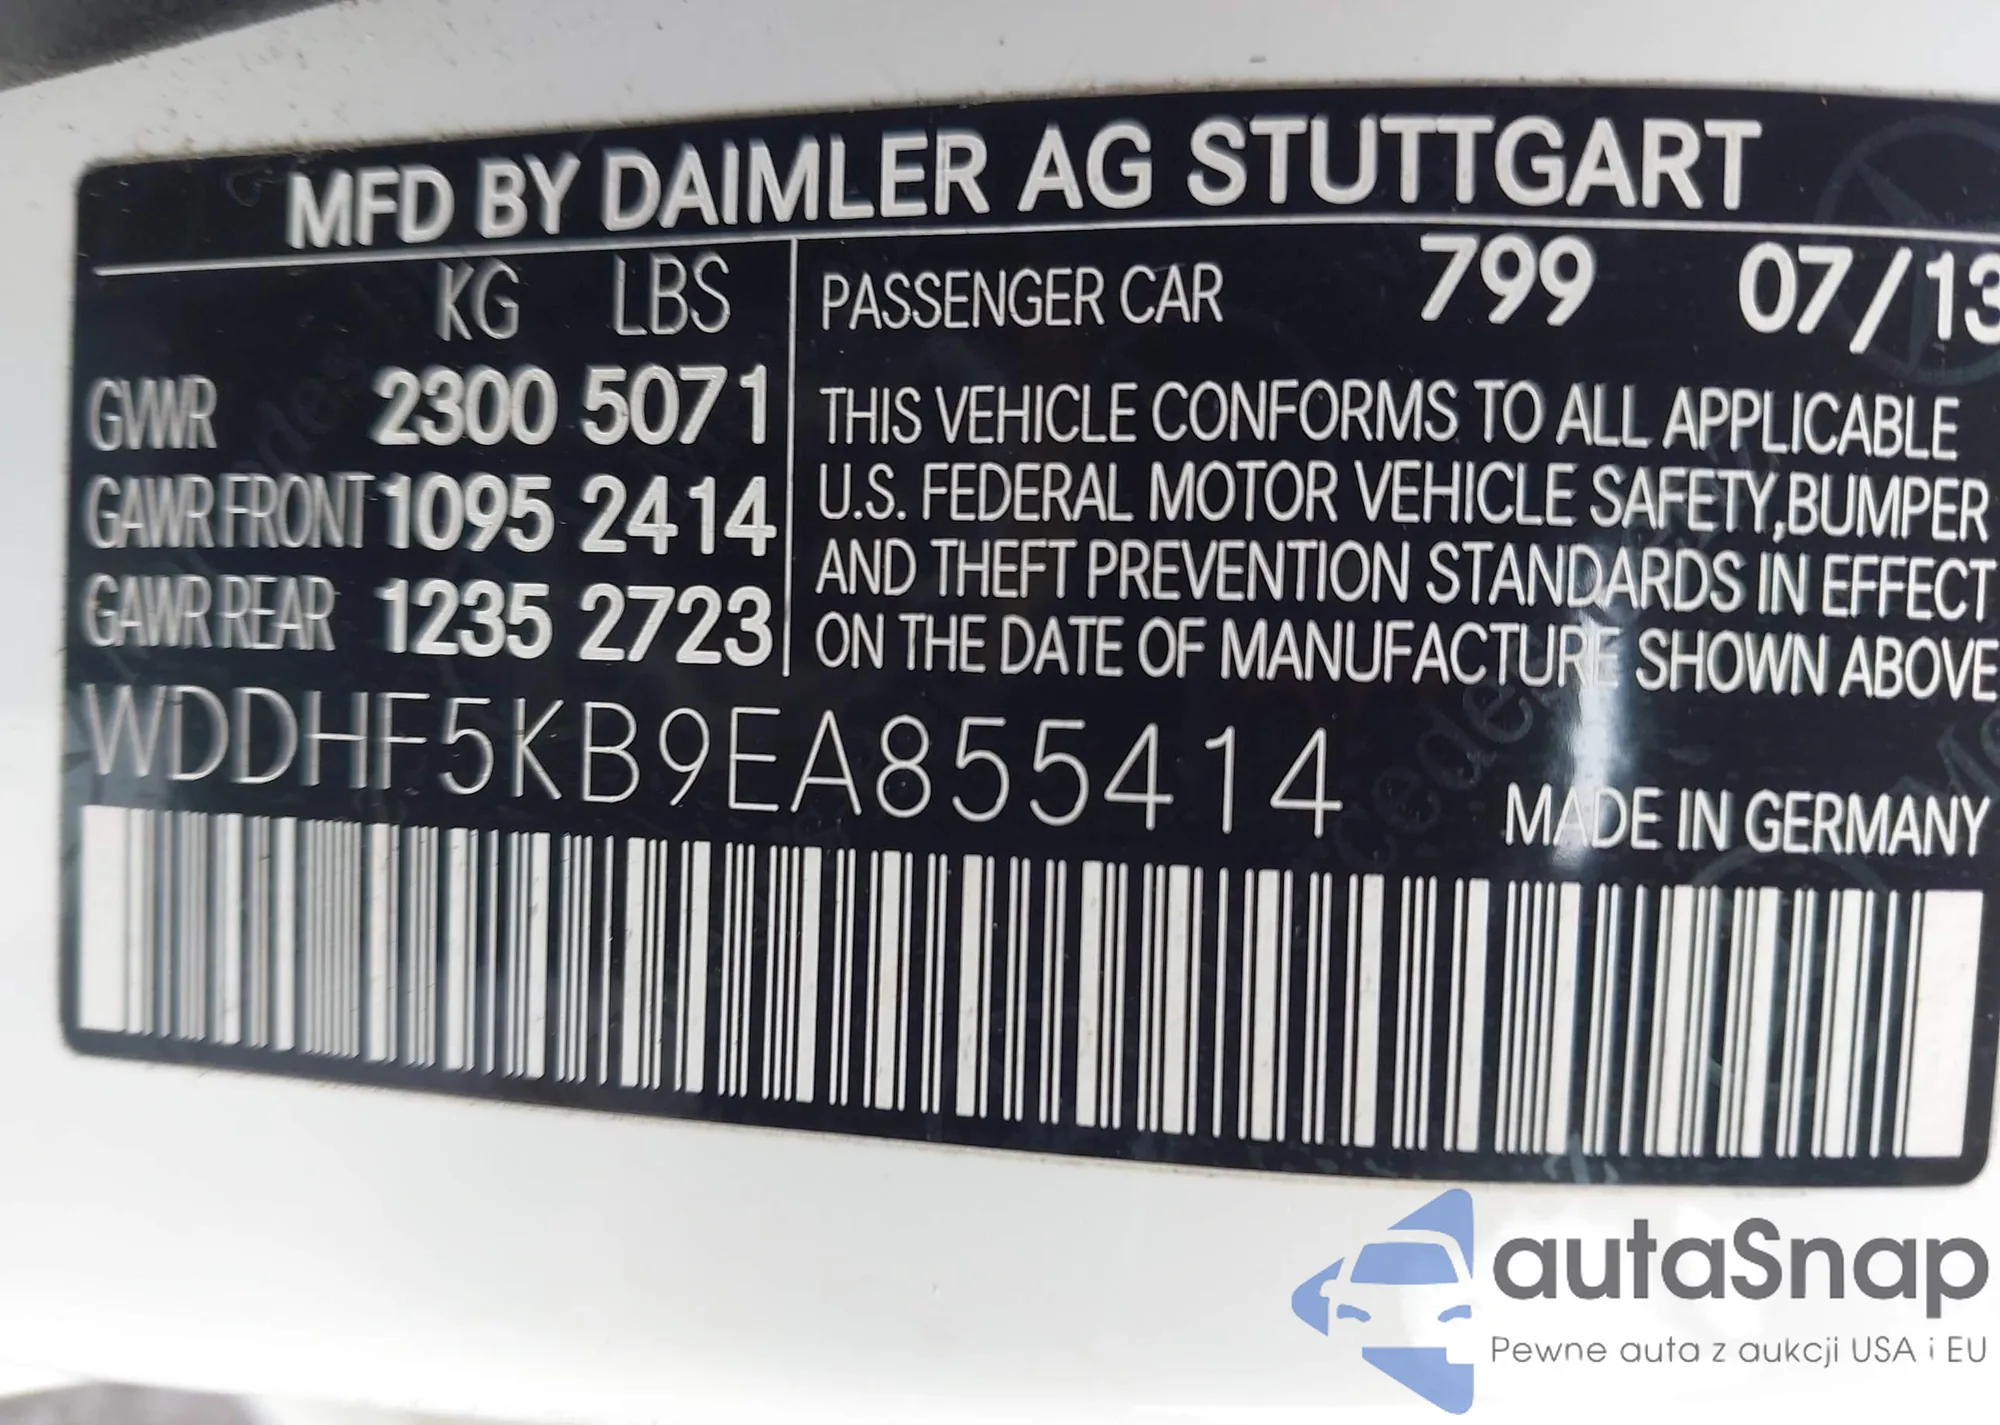 MFD BY DAIMLER AG STUTTGART
KG LBS
GVWR 2300 5071
GAWR FRONT 1095 2414
GAWR REAR 1235 2723
PASSENGER CAR 799 07/13
THIS VEHICLE CONFORMS TO ALL APPLICABLE
U.S. FEDERAL MOTOR VEHICLE SAFETY,BUMPER
AND THEFT PREVENTION STANDARDS IN EFFECT
ON THE DATE OF MANUFACTURE SHOWN ABOVE
WDDHF5KB9EA855414
MADE IN GERMANY
autaSnap
Pewne auta z aukcji USA i EU